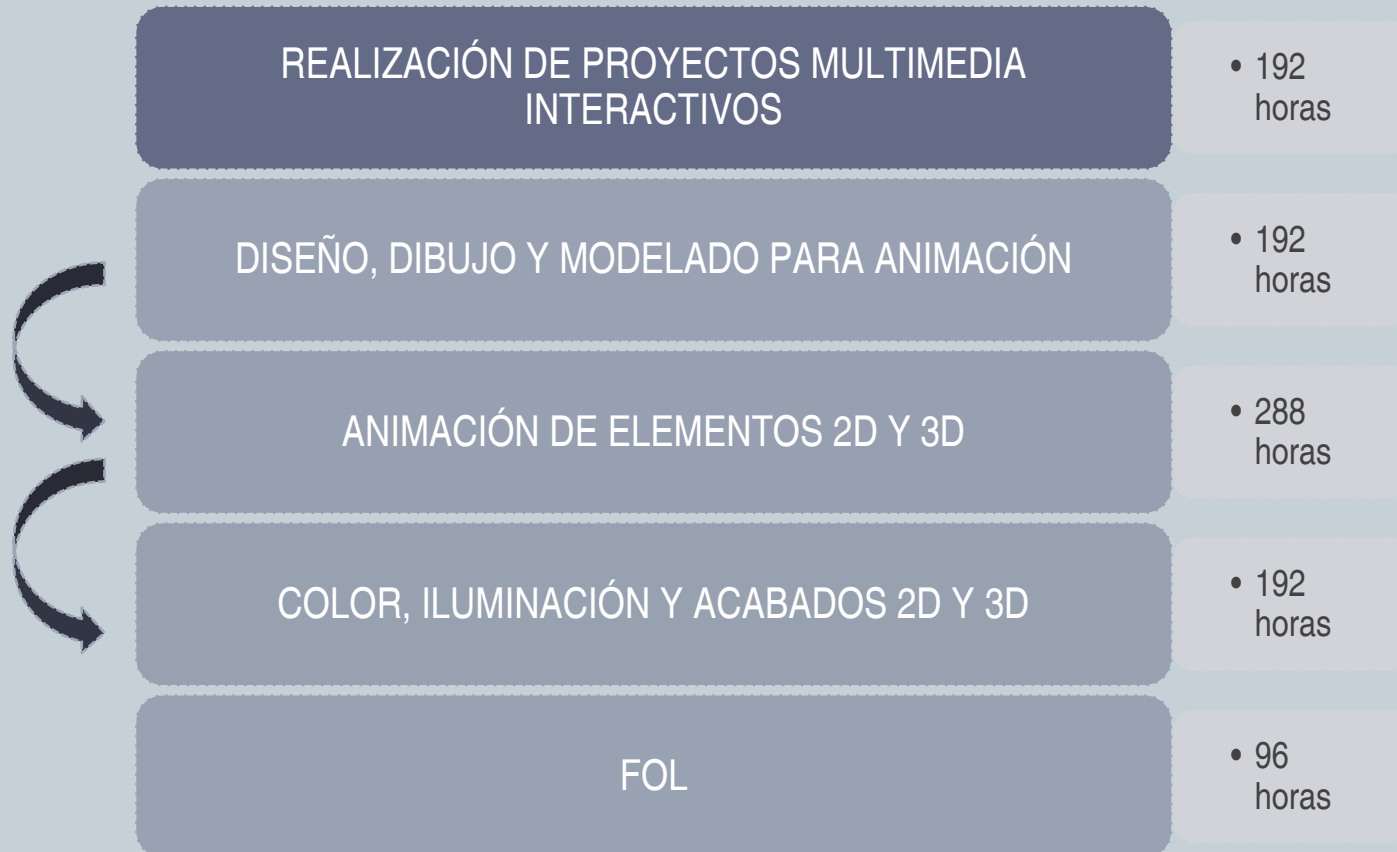 REALIZACIÓN DE PROYECTOS MULTIMEDIA
INTERACTIVOS
• 192
horas
DISEÑO, DIBUJO Y MODELADO PARA ANIMACIÓN
• 192
horas
ANIMACIÓN DE ELEMENTOS 2D Y 3D
• 288
horas
COLOR, ILUMINACIÓN Y ACABADOS 2D Y 3D
• 192
horas
FOL
• 96
horas